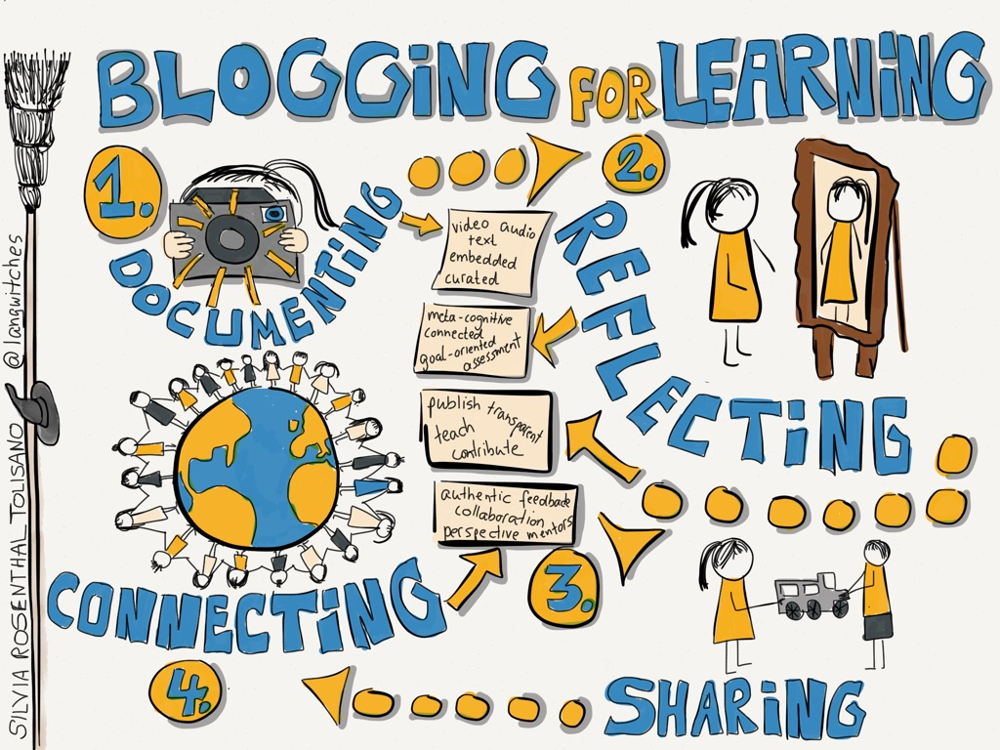 BLOGGiNG FOR LEARNiNG
1.
DOCUMENTiNG
video audio
text
embedded
curated
2.
REFLECTiNG
meta-cognitive
connected
goal-oriented
assessment
3.
SHARiNG
publish transparent
teach
contribute
4.
CONNECTiNG
authentic feedback
collaboration
perspective mentors
SILVIA ROSENTHAL TOLISANO @langwitches